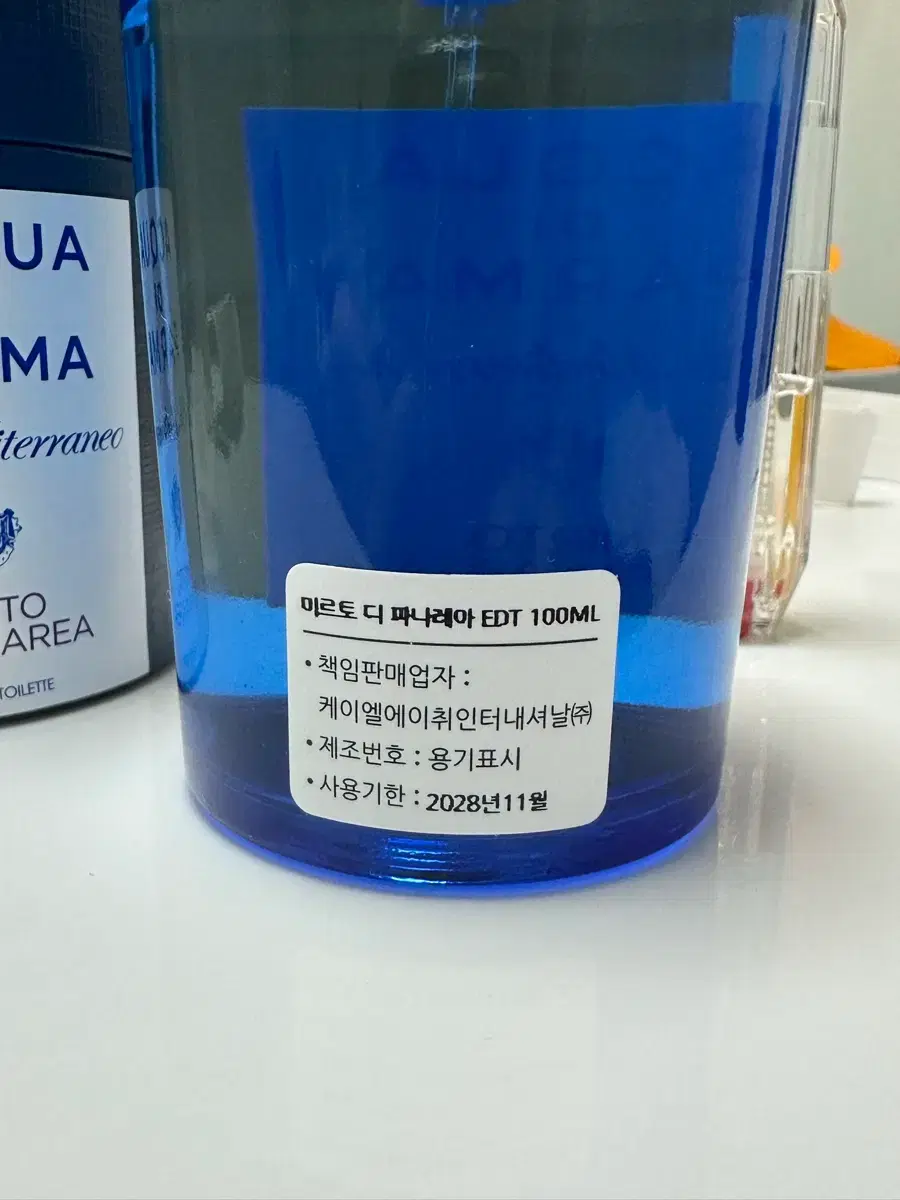 UA
MA
iterraneo
TO
AREA
TOILETTE
미르토 디 파나레아 EDT 100ML
• 책임판매업자 :
케이엘에이취인터내셔날㈜
• 제조번호 : 용기표시
• 사용기한 : 2028년11월